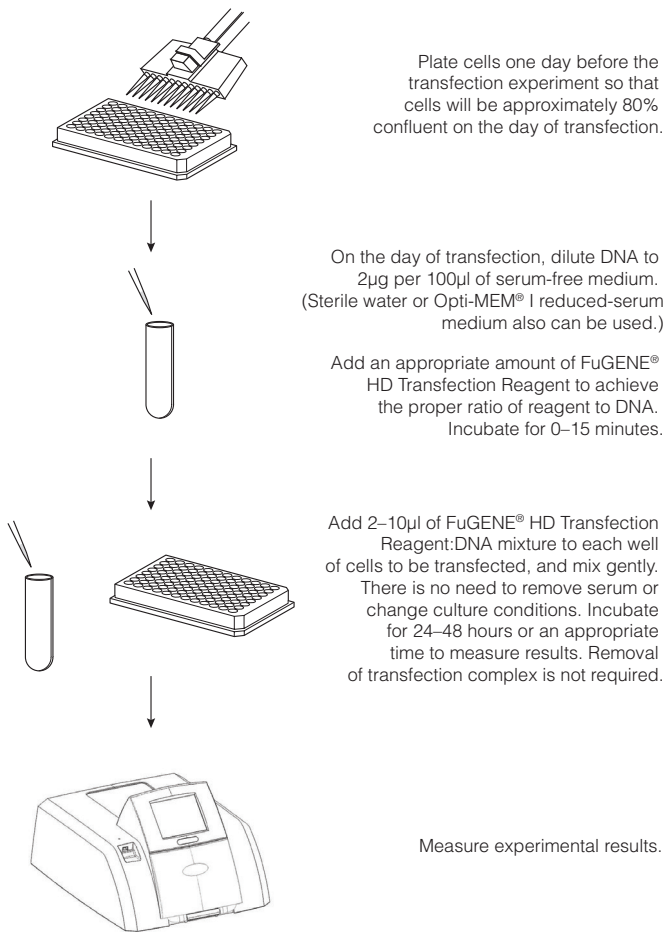 Plate cells one day before the
transfection experiment so that
cells will be approximately 80%
confluent on the day of transfection.
On the day of transfection, dilute DNA to
2µg per 100µl of serum-free medium.
(Sterile water or Opti-MEM® I reduced-serum
medium also can be used.)
Add an appropriate amount of FuGENE®
HD Transfection Reagent to achieve
the proper ratio of reagent to DNA.
Incubate for 0–15 minutes.
Add 2–10µl of FuGENE® HD Transfection
Reagent:DNA mixture to each well
of cells to be transfected, and mix gently.
There is no need to remove serum or
change culture conditions. Incubate
for 24–48 hours or an appropriate
time to measure results. Removal
of transfection complex is not required.
Measure experimental results.